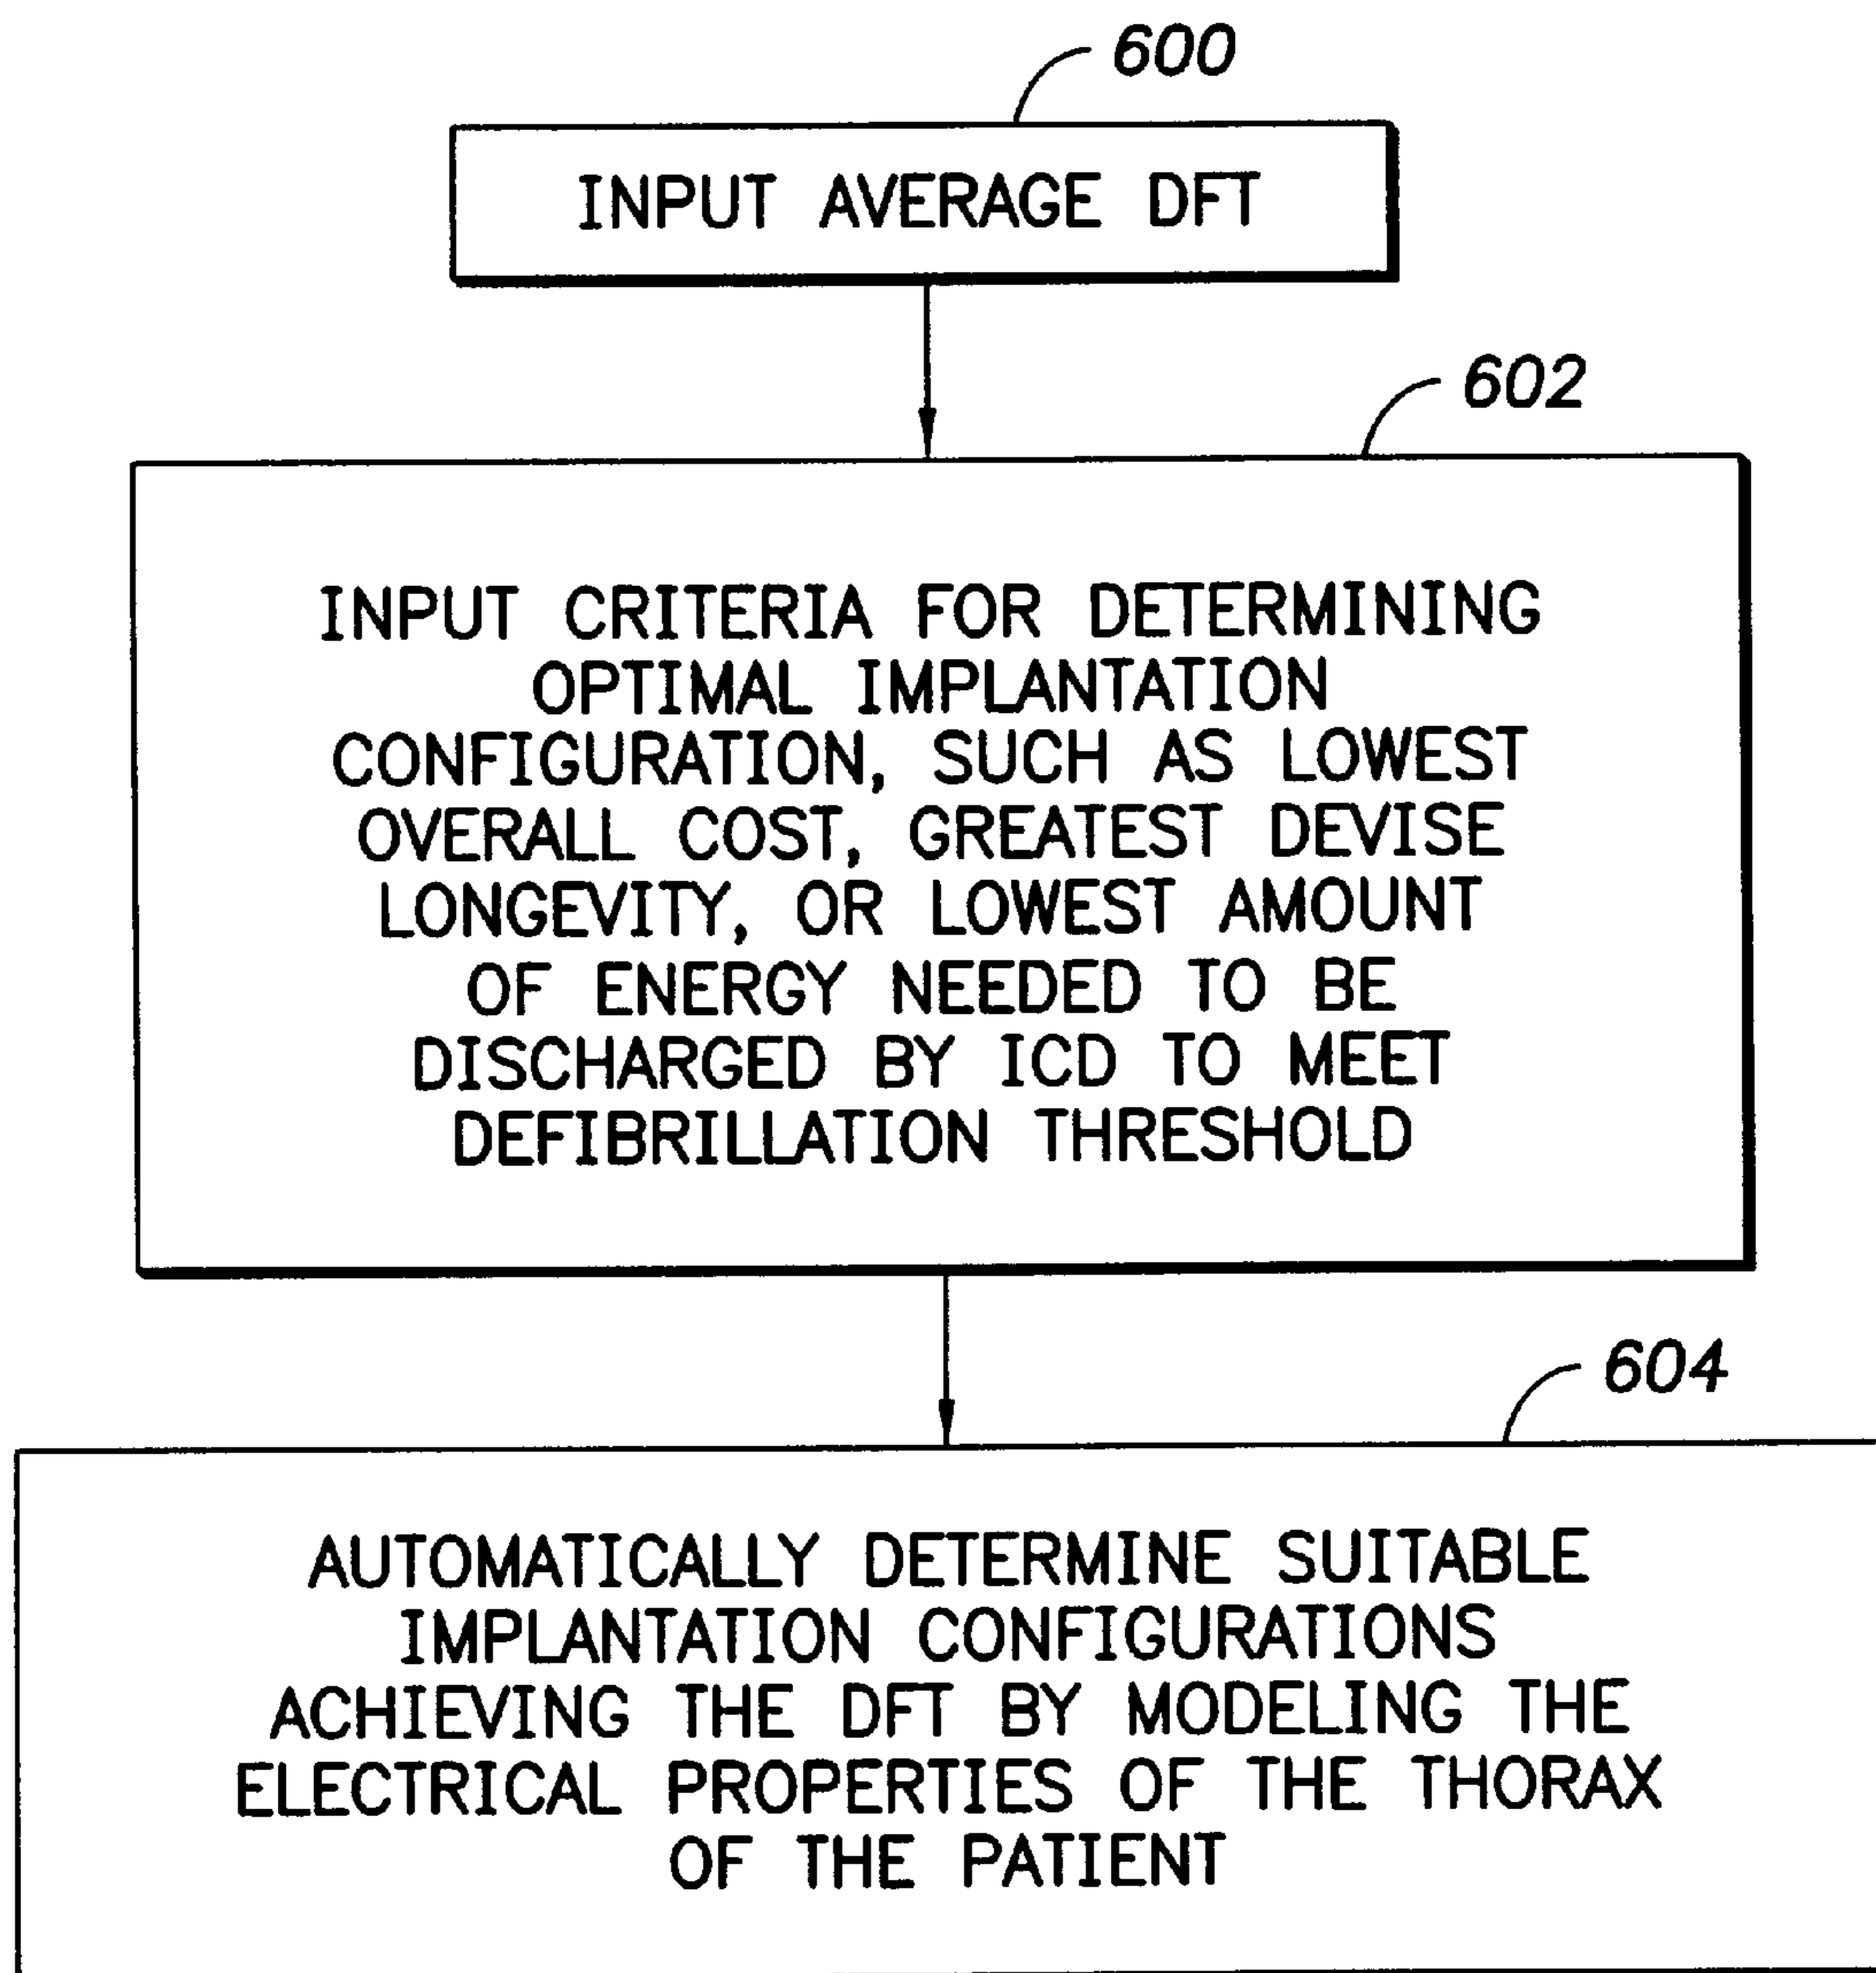 600
INPUT AVERAGE DFT
602
INPUT CRITERIA FOR DETERMINING
OPTIMAL IMPLANTATION
CONFIGURATION, SUCH AS LOWEST
OVERALL COST, GREATEST DEVISE
LONGEVITY, OR LOWEST AMOUNT
OF ENERGY NEEDED TO BE
DISCHARGED BY ICD TO MEET
DEFIBRILLATION THRESHOLD
604
AUTOMATICALLY DETERMINE SUITABLE
IMPLANTATION CONFIGURATIONS
ACHIEVING THE DFT BY MODELING THE
ELECTRICAL PROPERTIES OF THE THORAX
OF THE PATIENT